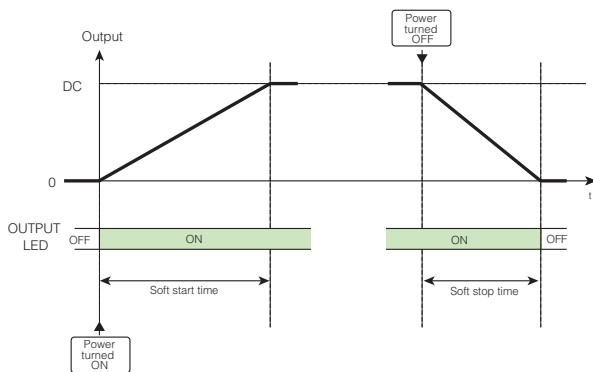 Power
turned
OFF
Output
DC
0
t
OUTPUT
LED
OFF
ON
ON
OFF
Soft start time
Soft stop time
Power
turned
ON